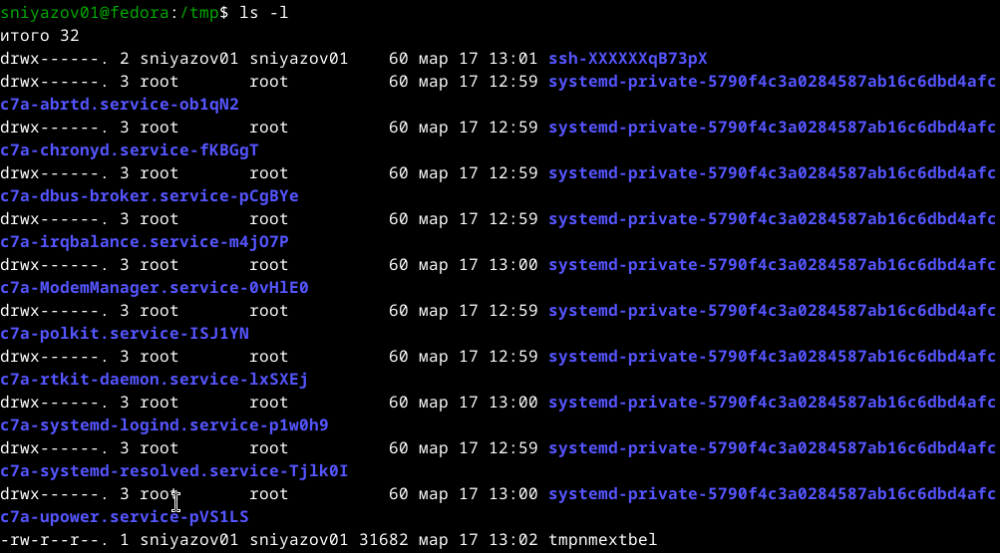 sniyazov01@fedora:/tmp$ ls -l
итого 32
drwx------. 2 sniyazov01 sniyazov01    60 мар 17 13:01 ssh-XXXXXXqB73pX
drwx------. 3 root       root          60 мар 17 12:59 systemd-private-5790f4c3a0284587ab16c6dbd4afc
c7a-abrtd.service-ob1qN2
drwx------. 3 root       root          60 мар 17 12:59 systemd-private-5790f4c3a0284587ab16c6dbd4afc
c7a-chronyd.service-fKBGgT
drwx------. 3 root       root          60 мар 17 12:59 systemd-private-5790f4c3a0284587ab16c6dbd4afc
c7a-dbus-broker.service-pCgBYe
drwx------. 3 root       root          60 мар 17 12:59 systemd-private-5790f4c3a0284587ab16c6dbd4afc
c7a-irqbalance.service-m4jO7P
drwx------. 3 root       root          60 мар 17 13:00 systemd-private-5790f4c3a0284587ab16c6dbd4afc
c7a-ModemManager.service-0vHlE0
drwx------. 3 root       root          60 мар 17 12:59 systemd-private-5790f4c3a0284587ab16c6dbd4afc
c7a-polkit.service-ISJ1YN
drwx------. 3 root       root          60 мар 17 12:59 systemd-private-5790f4c3a0284587ab16c6dbd4afc
c7a-rtkit-daemon.service-lxSXEj
drwx------. 3 root       root          60 мар 17 13:00 systemd-private-5790f4c3a0284587ab16c6dbd4afc
c7a-systemd-logind.service-p1w0h9
drwx------. 3 root       root          60 мар 17 12:59 systemd-private-5790f4c3a0284587ab16c6dbd4afc
c7a-systemd-resolved.service-Tjlk0I
drwx------. 3 root       root          60 мар 17 13:00 systemd-private-5790f4c3a0284587ab16c6dbd4afc
c7a-upower.service-pVS1LS
-rw-r--r--. 1 sniyazov01 sniyazov01 31682 мар 17 13:02 tmpnmextbel